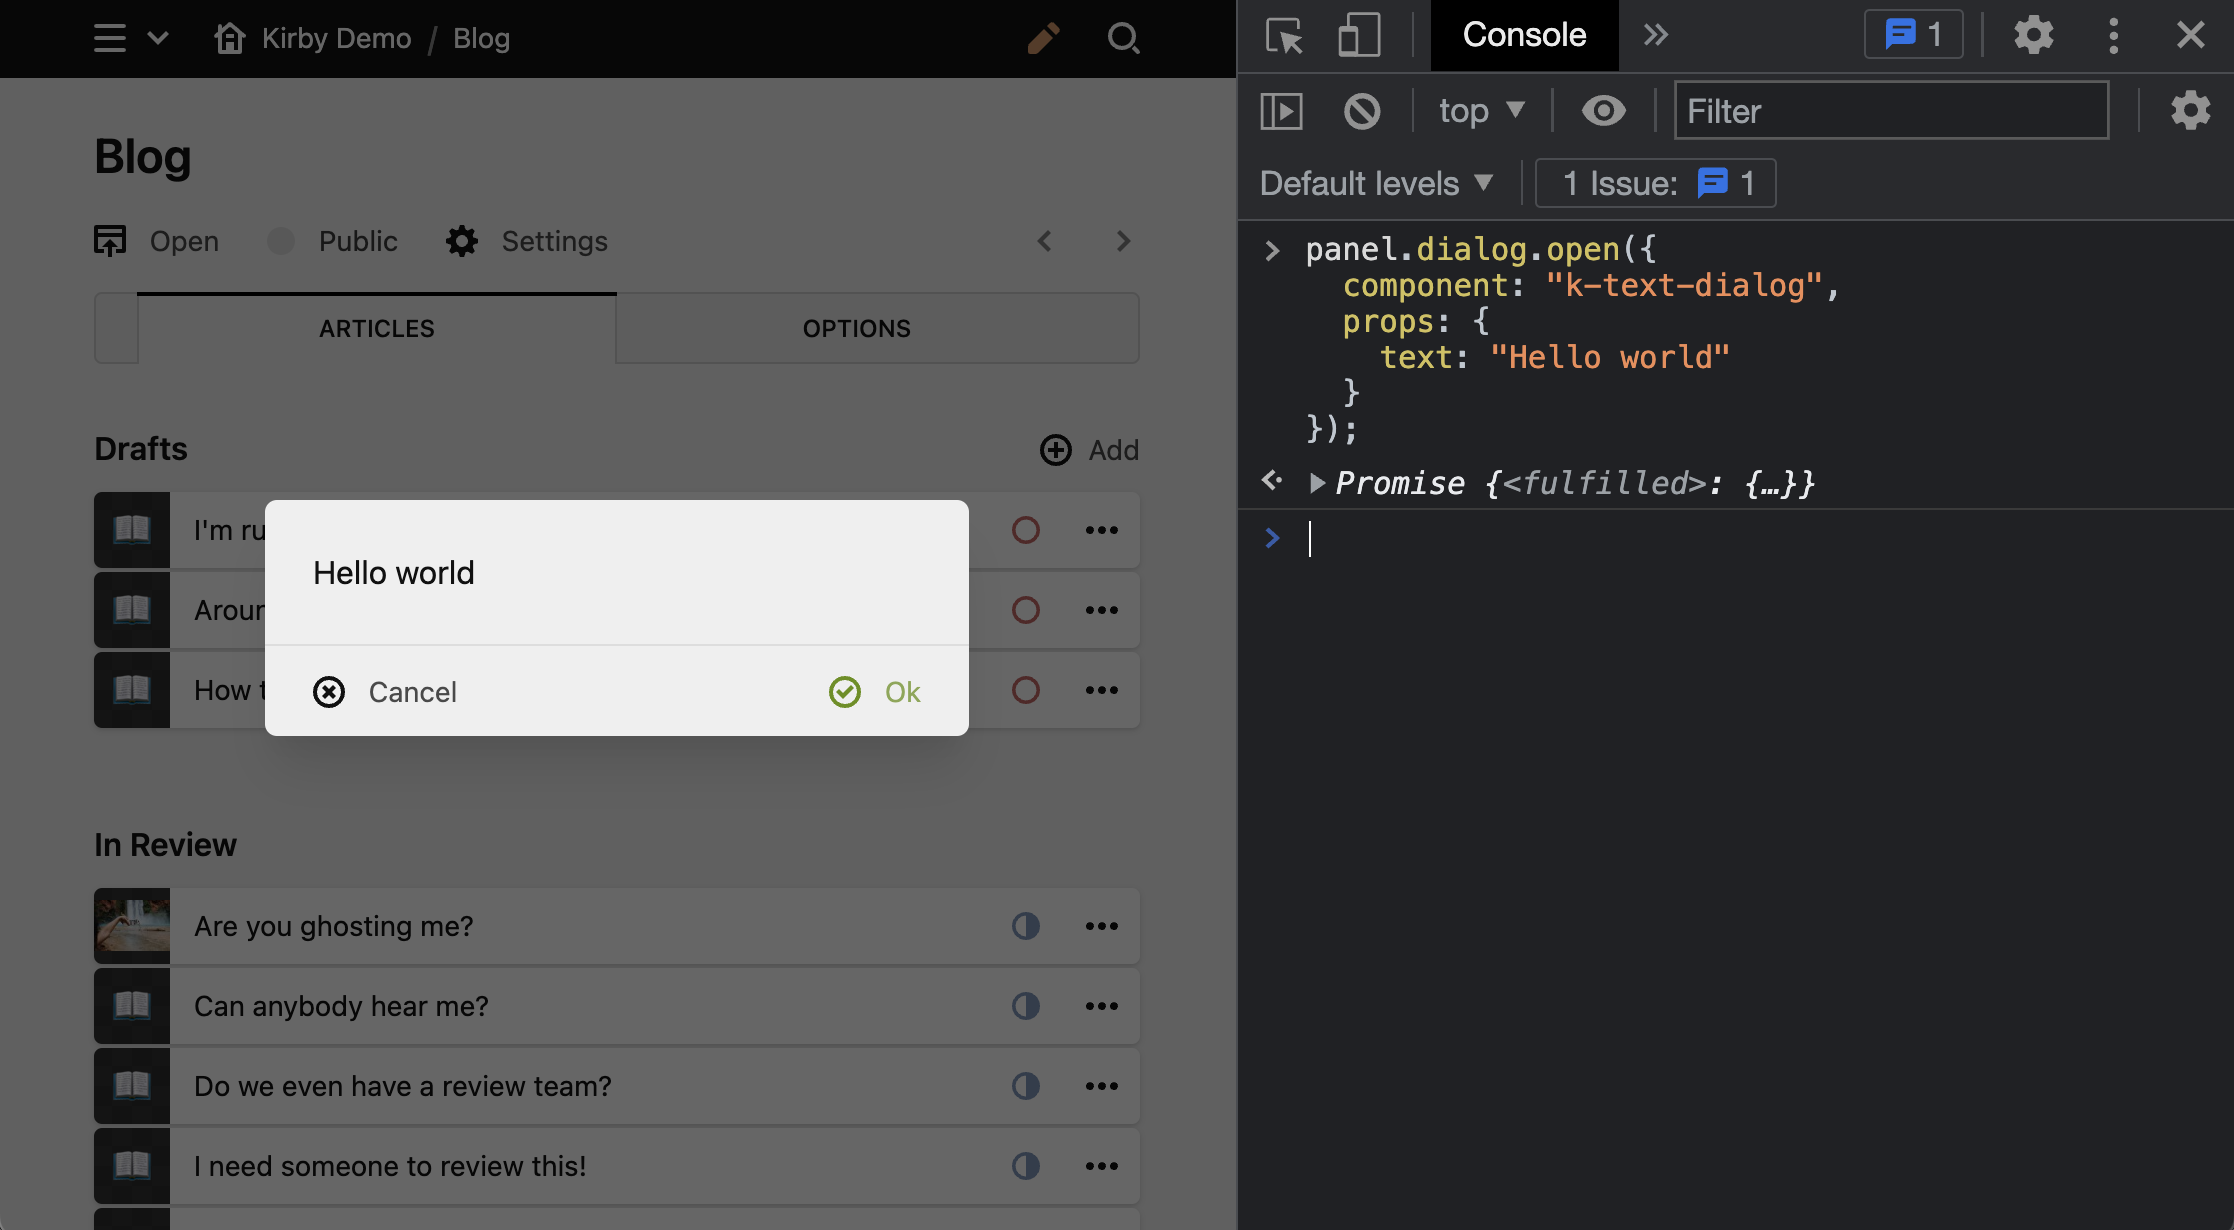 Kirby Demo / Blog
Blog
Open Public Settings
ARTICLES OPTIONS
Drafts Add
I'm ru
Arour
How t
Hello world
Cancel Ok
In Review
Are you ghosting me?
Can anybody hear me?
Do we even have a review team?
I need someone to review this!
Console 1
top Filter
Default levels 1 Issue: 1
panel.dialog.open({
component: "k-text-dialog",
props: {
text: "Hello world"
}
});
Promise {<fulfilled>: {…}}